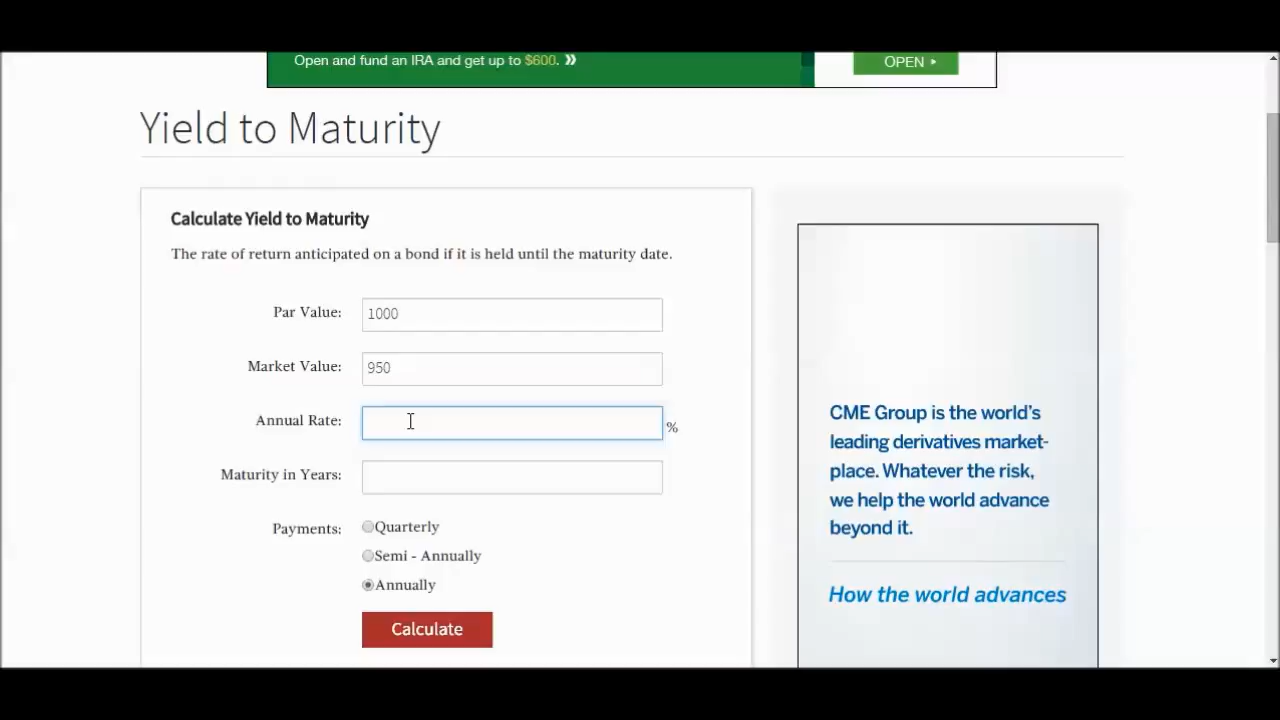 Open and fund an IRA and get up to $600. »
OPEN
Yield to Maturity
Calculate Yield to Maturity
The rate of return anticipated on a bond if it is held until the maturity date.
Par Value: 1000
Market Value: 950
Annual Rate: %
Maturity in Years:
Payments: Quarterly
Semi - Annually
Annually
Calculate
CME Group is the world's
leading derivatives market-
place. Whatever the risk,
we help the world advance
beyond it.
How the world advances